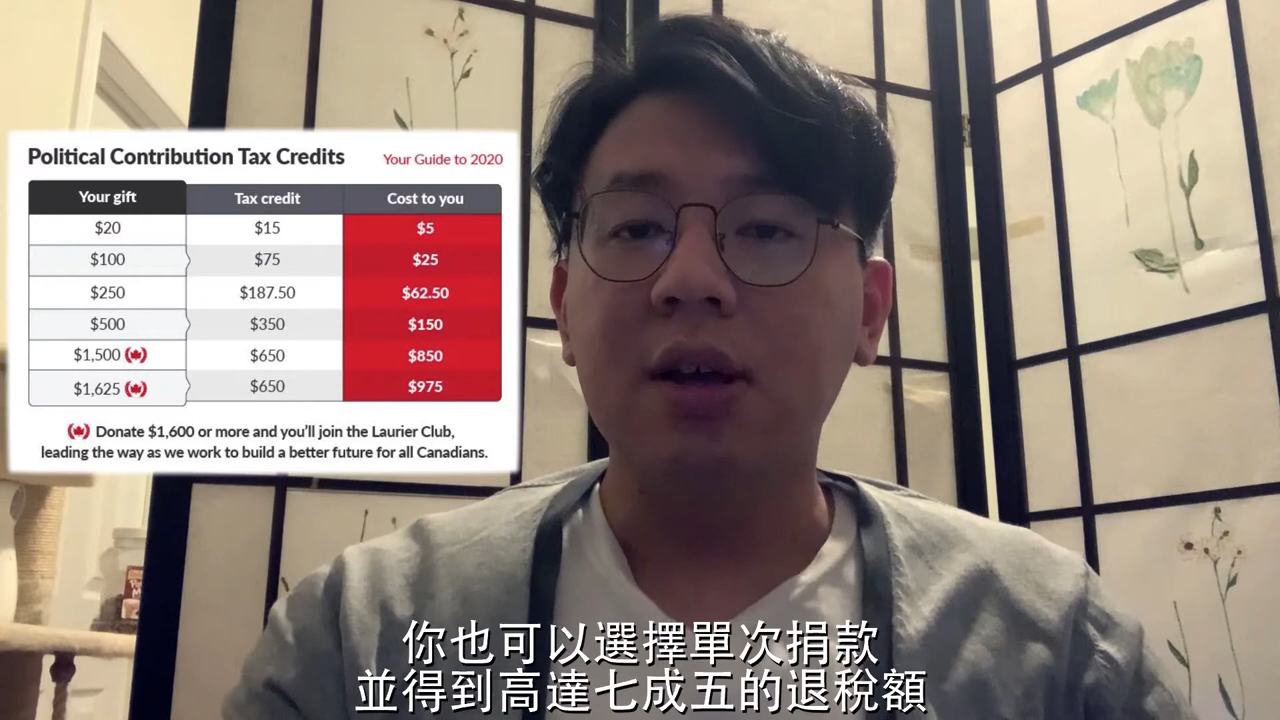 Political Contribution Tax Credits Your Guide to 2020
Your gift Tax credit Cost to you
$20 $15 $5
$100 $75 $25
$250 $187.50 $62.50
$500 $350 $150
$1,500 $650 $850
$1,625 $650 $975
Donate $1,600 or more and you'll join the Laurier Club,
leading the way as we work to build a better future for all Canadians.
你也可以選擇單次捐款
並得到高達七成五的退稅額